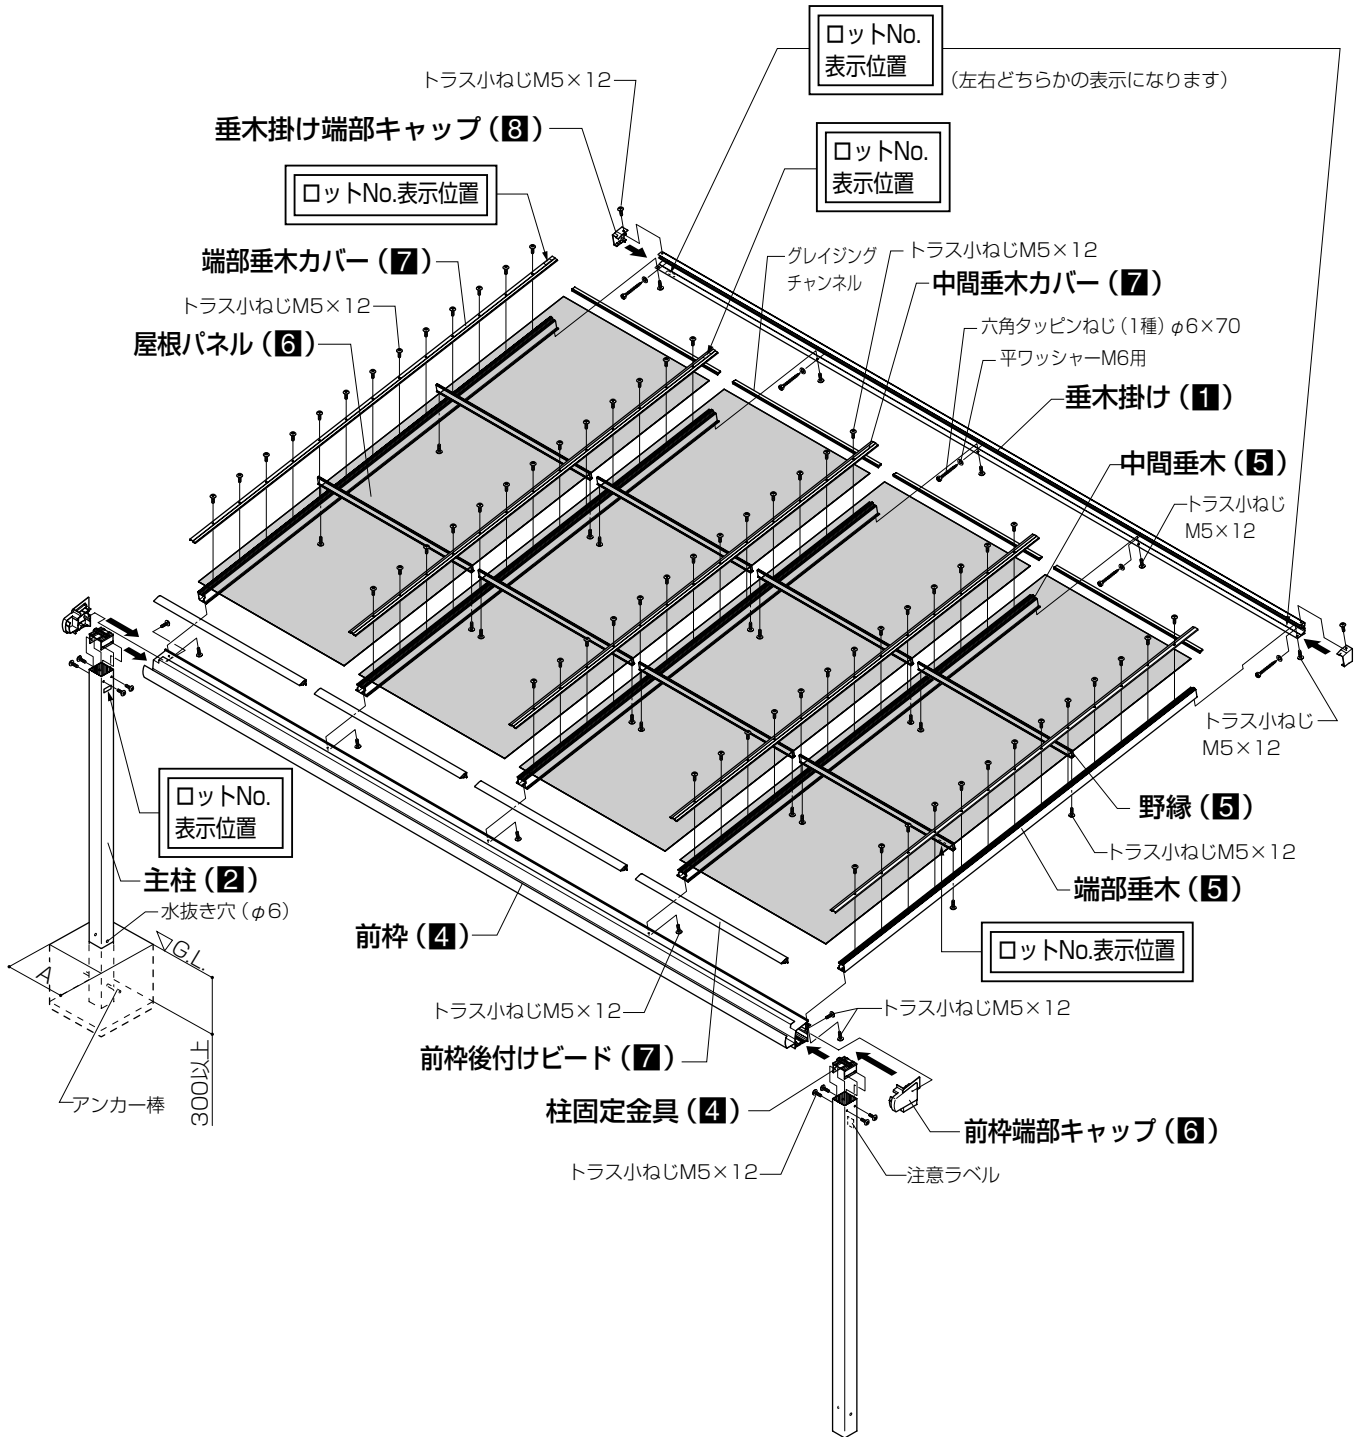 ロットNo.
表示位置
(左右どちらかの表示になります)
トラス小ねじM5×12
垂木掛け端部キャップ(8)
ロットNo.
表示位置
ロットNo.表示位置
端部垂木カバー(7)
グレイジング
チャンネル
トラス小ねじM5×12
中間垂木カバー(7)
トラス小ねじM5×12
六角タッピンねじ(1種)φ6×70
屋根パネル(6)
平ワッシャーM6用
垂木掛け(1)
中間垂木(5)
トラス小ねじ
M5×12
トラス小ねじ
M5×12
ロットNo.
表示位置
野縁(5)
トラス小ねじM5×12
主柱(2)
端部垂木(5)
水抜き穴(φ6)
前枠(4)
ロットNo.表示位置
▽G.L.
A
トラス小ねじM5×12
トラス小ねじM5×12
前枠後付けビード(7)
300以下
アンカー棒
柱固定金具(4)
前枠端部キャップ(6)
トラス小ねじM5×12
注意ラベル